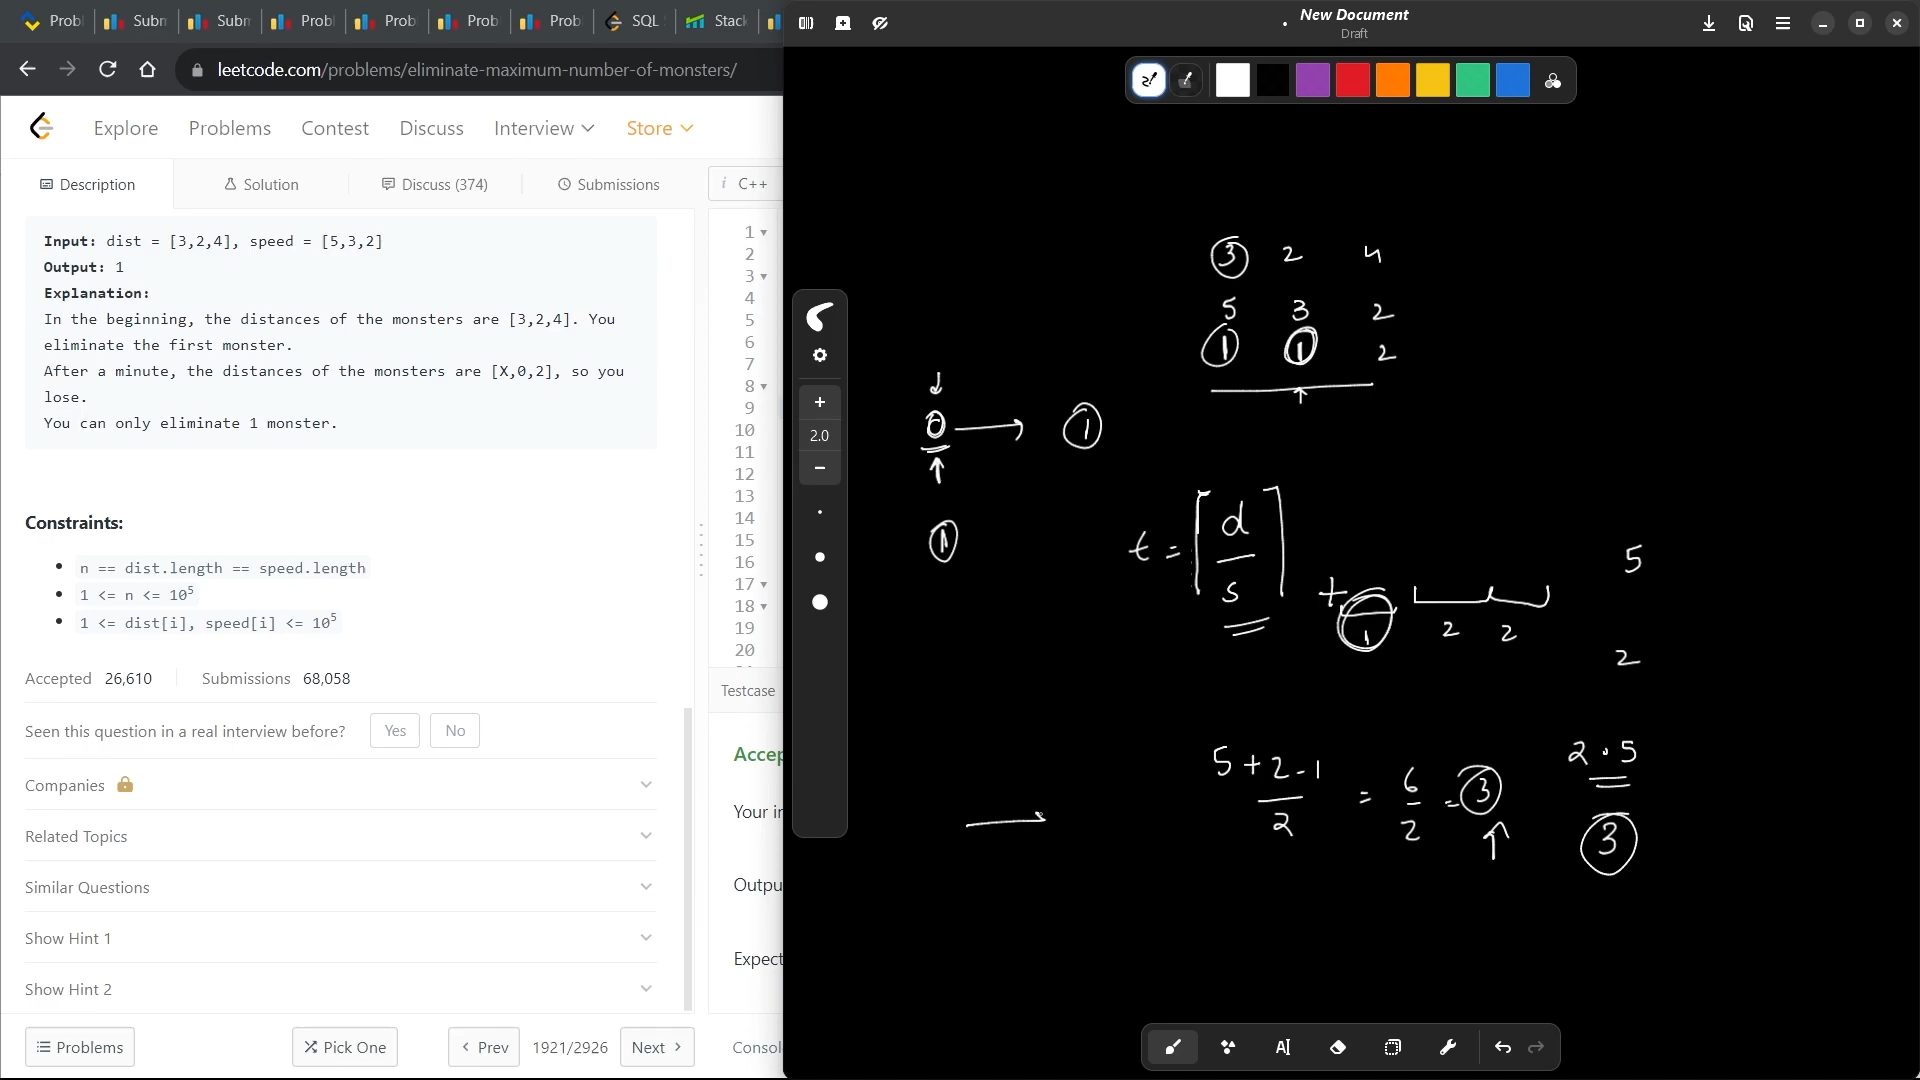 Probl
Subm
Subm
Probl
Prob
Prob
Probl
SQL
Stack
leetcode.com/problems/eliminate-maximum-number-of-monsters/
Explore
Problems
Contest
Discuss
Interview
Store
Description
Solution
Discuss (374)
Submissions
i C++
Input: dist = [3,2,4], speed = [5,3,2]
Output: 1
Explanation:
In the beginning, the distances of the monsters are [3,2,4]. You
eliminate the first monster.
After a minute, the distances of the monsters are [X,0,2], so you
lose.
You can only eliminate 1 monster.
Constraints:
n == dist.length == speed.length
1 <= n <= 10^5
1 <= dist[i], speed[i] <= 10^5
Accepted 26,610
Submissions 68,058
Seen this question in a real interview before?
Yes
No
Companies
Related Topics
Similar Questions
Show Hint 1
Show Hint 2
Problems
Pick One
Prev
1921/2926
Next
1
2
3
4
5
6
7
8
9
10
11
12
13
14
15
16
17
18
19
20
Testcase
Accep
Your in
Outpu
Expect
Consol
New Document
Draft
+
2.0
−
3 2 4
5 3 2
1 1 2
0 → 1
1
t = ⌈d/s⌉ + 1
2 2
5
2
5+2-1 / 2 = 6/2 = 3
2.5
3
AI